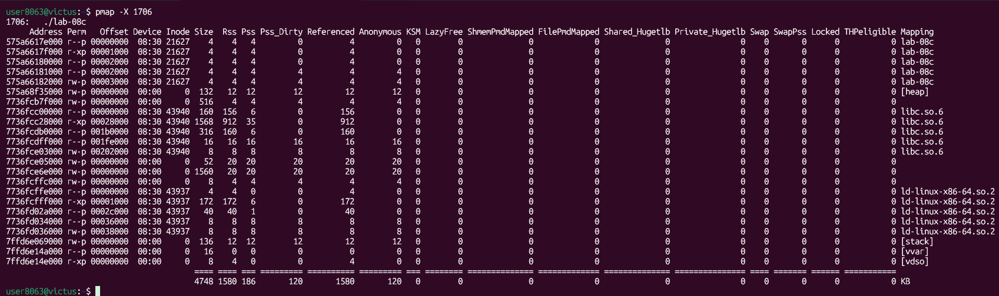 user8063@victus:~$ pmap -X 1706
1706:   ./lab-08c
     Address Perm   Offset Device Inode Size  Rss Pss Pss_Dirty Referenced Anonymous KSM LazyFree ShmemPmdMapped FilePmdMapped Shared_Hugetlb Private_Hugetlb Swap SwapPss Locked THPeligible Mapping
575a6617e000 r--p 00000000  08:30 21627    4    4   4         0          4         0   0        0              0             0              0               0    0       0      0           0 lab-08c
575a6617f000 r-xp 00001000  08:30 21627    4    4   4         0          4         0   0        0              0             0              0               0    0       0      0           0 lab-08c
575a66180000 r--p 00002000  08:30 21627    4    4   4         0          4         0   0        0              0             0              0               0    0       0      0           0 lab-08c
575a66181000 r--p 00002000  08:30 21627    4    4   4         4          4         4   0        0              0             0              0               0    0       0      0           0 lab-08c
575a66182000 rw-p 00003000  08:30 21627    4    4   4         4          4         4   0        0              0             0              0               0    0       0      0           0 lab-08c
575a68f35000 rw-p 00000000  00:00     0  132   12  12        12         12        12   0        0              0             0              0               0    0       0      0           0 [heap]
7736fcb7f000 rw-p 00000000  00:00     0  516    4   4         4          4         4   0        0              0             0              0               0    0       0      0           0
7736fcc00000 r--p 00000000  08:30 43940  160  156   6         0        156         0   0        0              0             0              0               0    0       0      0           0 libc.so.6
7736fcc28000 r-xp 00028000  08:30 43940 1568  912  35         0        912         0   0        0              0             0              0               0    0       0      0           0 libc.so.6
7736fcdb0000 r--p 001b0000  08:30 43940  316  160   6         0        160         0   0        0              0             0              0               0    0       0      0           0 libc.so.6
7736fcdff000 r--p 001fe000  08:30 43940   16   16  16        16         16        16   0        0              0             0              0               0    0       0      0           0 libc.so.6
7736fce03000 rw-p 00202000  08:30 43940    8    8   8         8          8         8   0        0              0             0              0               0    0       0      0           0 libc.so.6
7736fce05000 rw-p 00000000  00:00     0   52   20  20        20         20        20   0        0              0             0              0               0    0       0      0           0
7736fce6e000 rw-p 00000000  00:00     0 1560   20  20        20         20        20   0        0              0             0              0               0    0       0      0           0
7736fcffc000 rw-p 00000000  00:00     0    8    4   4         4          4         4   0        0              0             0              0               0    0       0      0           0
7736fcffe000 r--p 00000000  08:30 43937    4    4   0         0          4         0   0        0              0             0              0               0    0       0      0           0 ld-linux-x86-64.so.2
7736fcfff000 r-xp 00001000  08:30 43937  172  172   6         0        172         0   0        0              0             0              0               0    0       0      0           0 ld-linux-x86-64.so.2
7736fd02a000 r--p 0002c000  08:30 43937   40   40   1         0         40         0   0        0              0             0              0               0    0       0      0           0 ld-linux-x86-64.so.2
7736fd034000 r--p 00036000  08:30 43937    8    8   8         8          8         8   0        0              0             0              0               0    0       0      0           0 ld-linux-x86-64.so.2
7736fd036000 rw-p 00038000  08:30 43937    8    8   8         8          8         8   0        0              0             0              0               0    0       0      0           0 ld-linux-x86-64.so.2
7ffd6e069000 rw-p 00000000  00:00     0  136   12  12        12         12        12   0        0              0             0              0               0    0       0      0           0 [stack]
7ffd6e14a000 r--p 00000000  00:00     0   16    0   0         0          0         0   0        0              0             0              0               0    0       0      0           0 [vvar]
7ffd6e14e000 r-xp 00000000  00:00     0    8    4   0         0          4         0   0        0              0             0              0               0    0       0      0           0 [vdso]
                                        ==== ==== === ========= ========== ========= === ======== ============== ============= ============== =============== ==== ======= ====== ===========
                                        4748 1580 186       120       1580       120   0        0              0             0              0               0    0       0      0           0 KB
user8063@victus:~$